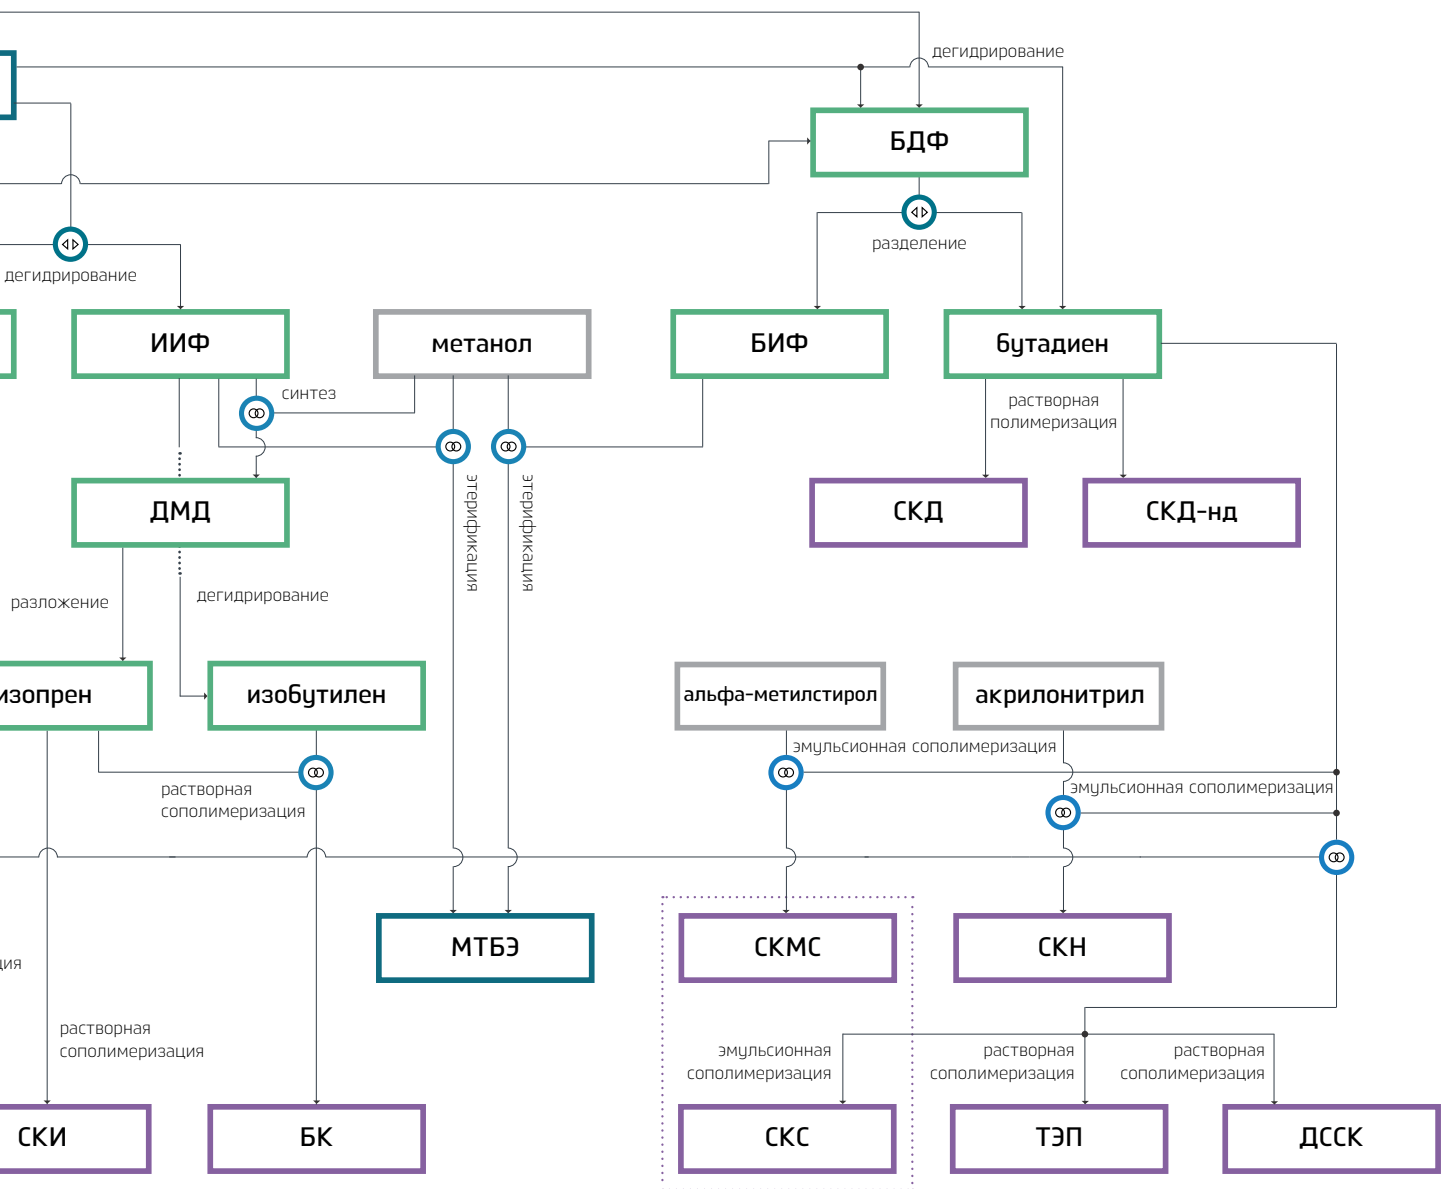 дегидрирование
БДФ
разделение
дегидрирование
ИИФ
метанол
БИФ
бутадиен
синтез
растворная
полимеризация
этерификация
этерификация
ДМД
СКД
СКД-нд
разложение
дегидрирование
изопрен
изобутилен
альфа-метилстирол
акрилонитрил
эмульсионная сополимеризация
эмульсионная сополимеризация
растворная
сополимеризация
МТБЭ
СКМС
СКН
ция
растворная
сополимеризация
эмульсионная
сополимеризация
растворная
сополимеризация
растворная
сополимеризация
СКИ
БК
СКС
ТЭП
ДССК